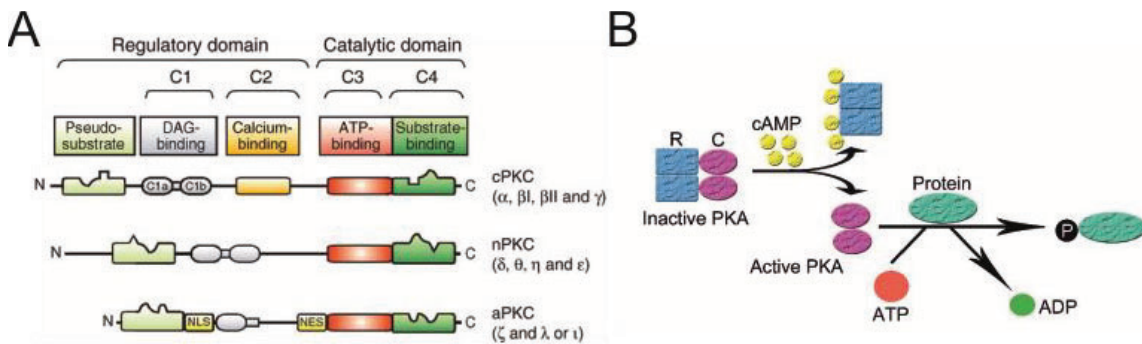 A
Regulatory domain
Catalytic domain
C1
C2
C3
C4
Pseudo-
substrate
DAG-
binding
Calcium-
binding
ATP-
binding
Substrate-
binding
N
C1a
C1b
C
cPKC
(α, βI, βII and γ)
N
C
nPKC
(δ, θ, η and ε)
N
NLS
NES
C
aPKC
(ζ and λ or ι)
B
cAMP
R
C
Inactive PKA
Active PKA
Protein
P
ATP
ADP